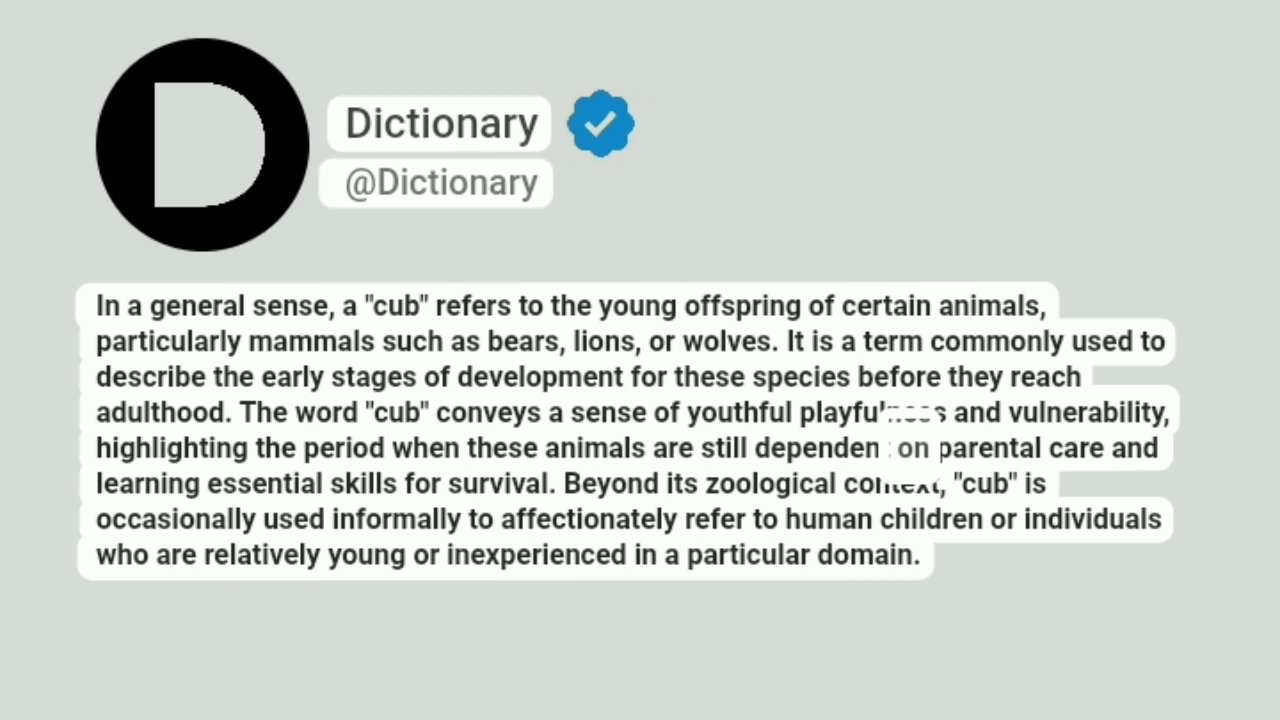 D
Dictionary
@Dictionary
In a general sense, a "cub" refers to the young offspring of certain animals,
particularly mammals such as bears, lions, or wolves. It is a term commonly used to
describe the early stages of development for these species before they reach
adulthood. The word "cub" conveys a sense of youthful playfulness and vulnerability,
highlighting the period when these animals are still dependent on parental care and
learning essential skills for survival. Beyond its zoological context, "cub" is
occasionally used informally to affectionately refer to human children or individuals
who are relatively young or inexperienced in a particular domain.